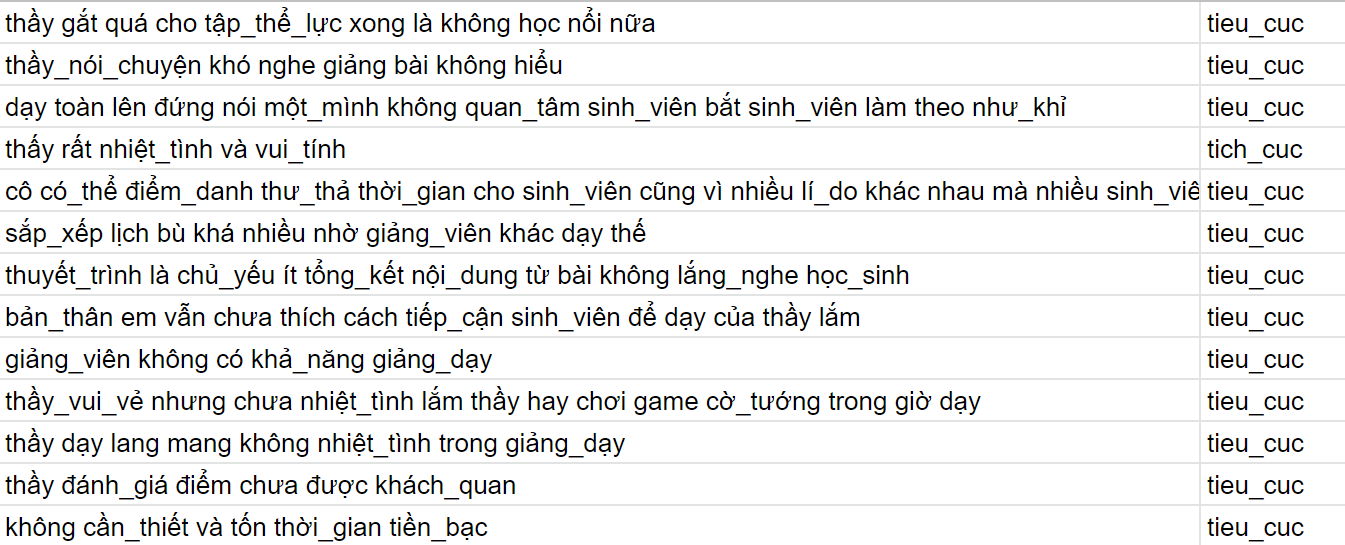 thầy gắt quá cho tập_thể_lực xong là không học nổi nữa tieu_cuc
thầy_nói_chuyện khó nghe giảng bài không hiểu tieu_cuc
dạy toàn lên đứng nói một_mình không quan_tâm sinh_viên bắt sinh_viên làm theo như_khỉ tieu_cuc
thấy rất nhiệt_tình và vui_tính tich_cuc
cô có_thể điểm_danh thư_thả thời_gian cho sinh_viên cũng vì nhiều lí_do khác nhau mà nhiều sinh_viê tieu_cuc
sắp_xếp lịch bù khá nhiều nhờ giảng_viên khác dạy thế tieu_cuc
thuyết_trình là chủ_yếu ít tổng_kết nội_dung từ bài không lắng_nghe học_sinh tieu_cuc
bản_thân em vẫn chưa thích cách tiếp_cận sinh_viên để dạy của thầy lắm tieu_cuc
giảng_viên không có khả_năng giảng_dạy tieu_cuc
thầy_vui_vẻ nhưng chưa nhiệt_tình lắm thầy hay chơi game cờ_tướng trong giờ dạy tieu_cuc
thầy dạy lang mang không nhiệt_tình trong giảng_dạy tieu_cuc
thầy đánh_giá điểm chưa được khách_quan tieu_cuc
không cần_thiết và tốn thời_gian tiền_bạc tieu_cuc